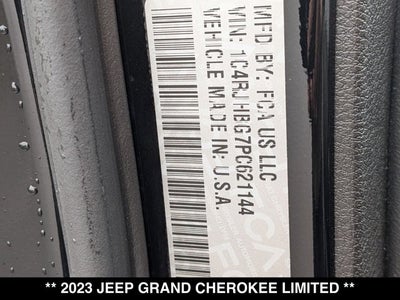 MFD BY: FCA US LLC
VIN: 1C4RJHBG7PC621144
VEHICLE MADE IN: U.S.A.
** 2023 JEEP GRAND CHEROKEE LIMITED **